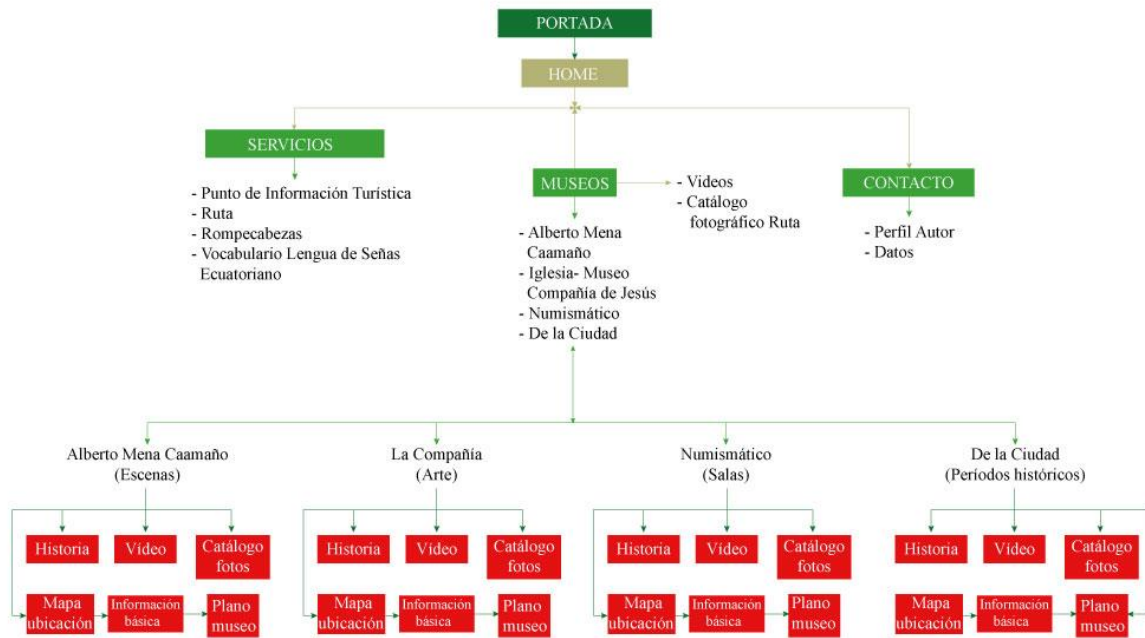 PORTADA
HOME
SERVICIOS
- Punto de Información Turística
- Ruta
- Rompecabezas
- Vocabulario Lengua de Señas
Ecuatoriano
MUSEOS
- Videos
- Catálogo
fotográfico Ruta
- Alberto Mena
Caamaño
- Iglesia- Museo
Compañía de Jesús
- Numismático
- De la Ciudad
CONTACTO
- Perfil Autor
- Datos
Alberto Mena Caamaño
(Escenas)
Historia
Vídeo
Catálogo
fotos
Mapa
ubicación
Información
básica
Plano
museo
La Compañía
(Arte)
Historia
Vídeo
Catálogo
fotos
Mapa
ubicación
Información
básica
Plano
museo
Numismático
(Salas)
Historia
Vídeo
Catálogo
fotos
Mapa
ubicación
Información
básica
Plano
museo
De la Ciudad
(Períodos históricos)
Historia
Vídeo
Catálogo
fotos
Mapa
ubicación
Información
básica
Plano
museo